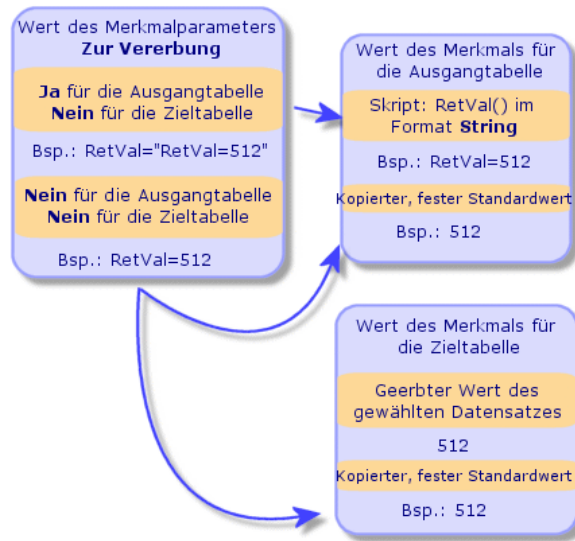 Wert des Merkmalparameters
Zur Vererbung
Ja für die Ausgangtabelle
Nein für die Zieltabelle
Bsp.: RetVal="RetVal=512"
Nein für die Ausgangtabelle
Nein für die Zieltabelle
Bsp.: RetVal=512
Wert des Merkmals für
die Ausgangtabelle
Skript: RetVal() im
Format String
Bsp.: RetVal=512
Kopierter, fester Standardwert
Bsp.: 512
Wert des Merkmals für
die Zieltabelle
Geerbter Wert des
gewählten Datensatzes
512
Kopierter, fester Standardwert
Bsp.: 512